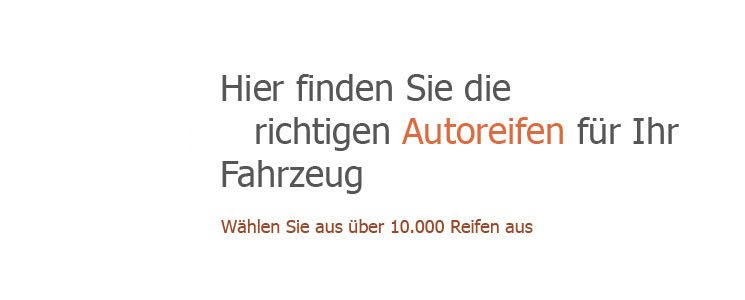 Hier finden Sie die
richtigen Autoreifen für Ihr
Fahrzeug
Wählen Sie aus über 10.000 Reifen aus